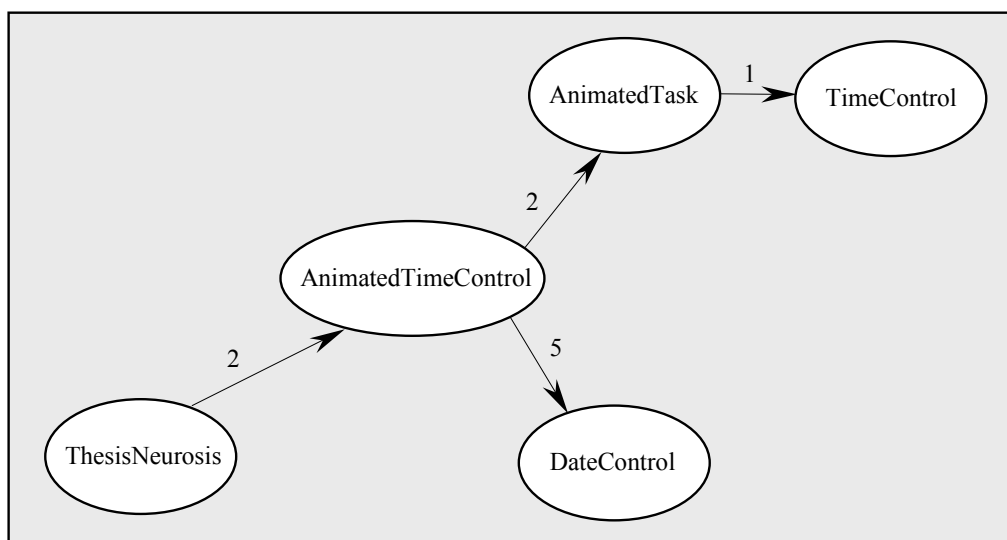 AnimatedTask
1
TimeControl
2
AnimatedTimeControl
2
5
ThesisNeurosis
DateControl